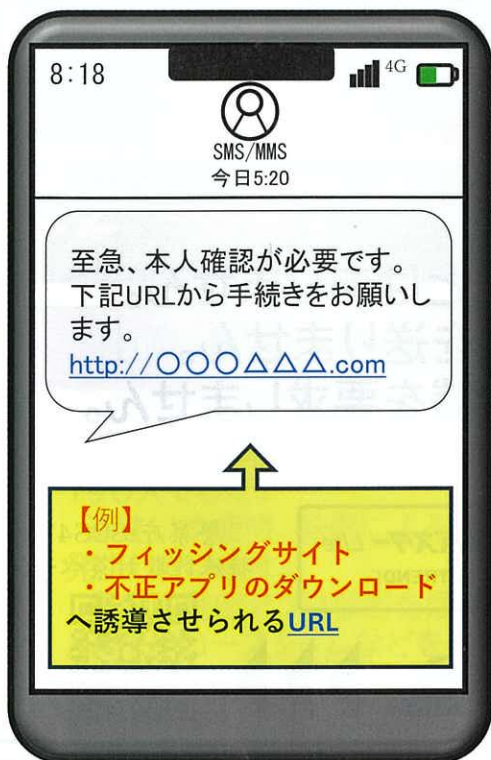 8:18
4G
SMS/MMS
今日5:20
至急、本人確認が必要です。
下記URLから手続きをお願いし
ます。
http://○○○△△△.com
【例】
・フィッシングサイト
・不正アプリのダウンロード
へ誘導させられるURL